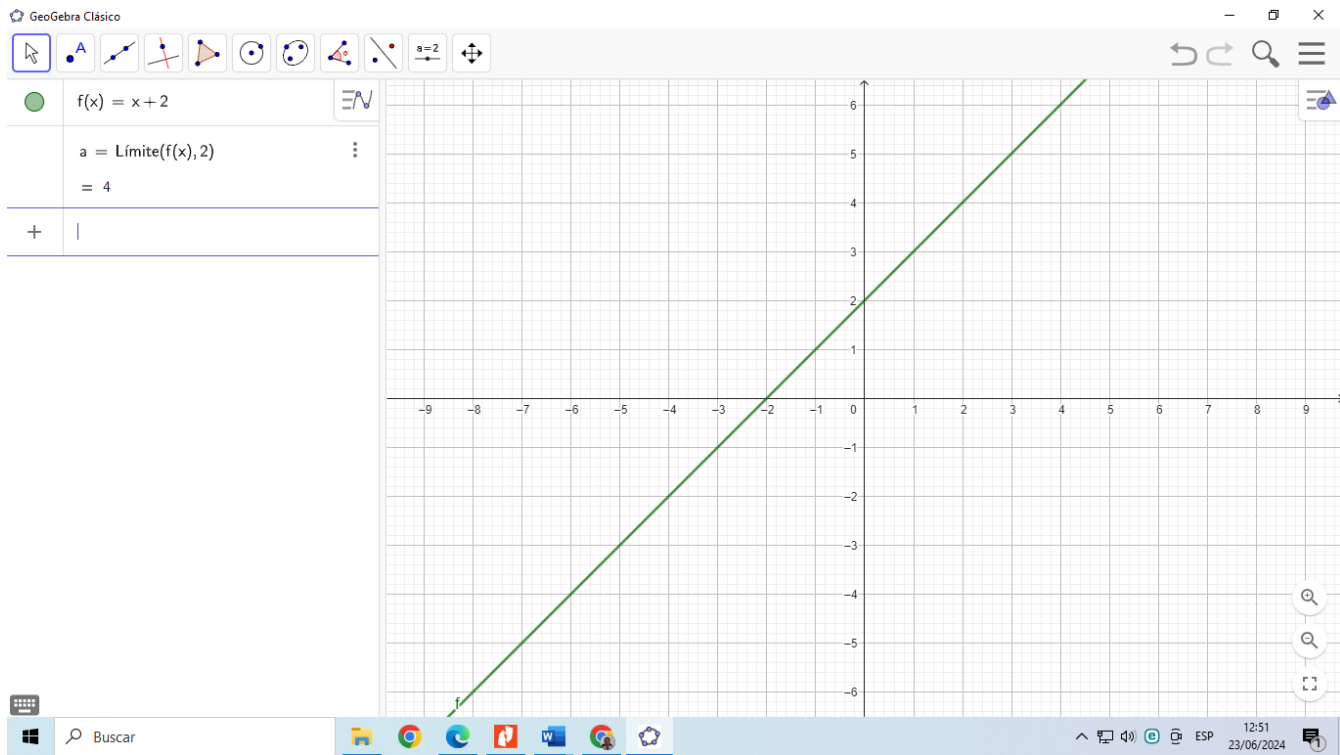 GeoGebra Clásico
A
a=2
f(x) = x + 2
a = Límite(f(x), 2)
= 4
6
5
4
3
2
1
−9 −8 −7 −6 −5 −4 −3 −2 −1 0 1 2 3 4 5 6 7 8 9
−1
−2
−3
−4
−5
−6
f
Buscar
ESP
12:51
23/06/2024
1